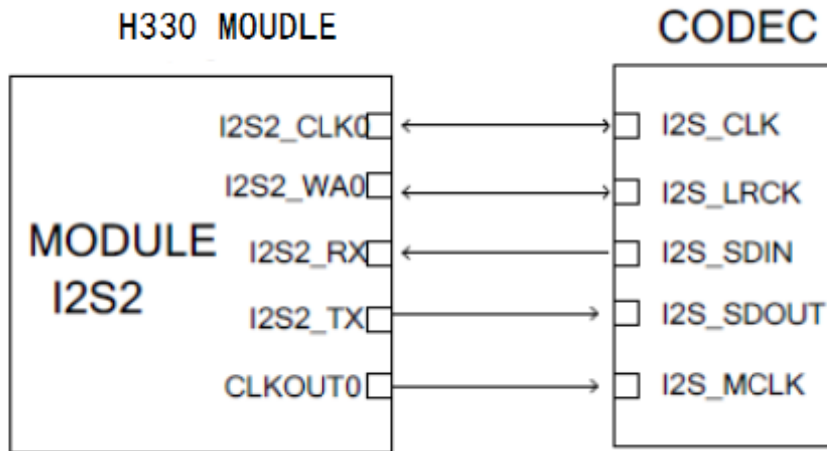 H330 MOUDLE
CODEC
I2S2_CLK0
I2S_CLK
I2S2_WA0
I2S_LRCK
MODULE
I2S2
I2S2_RX
I2S_SDIN
I2S2_TX
I2S_SDOUT
CLKOUT0
I2S_MCLK